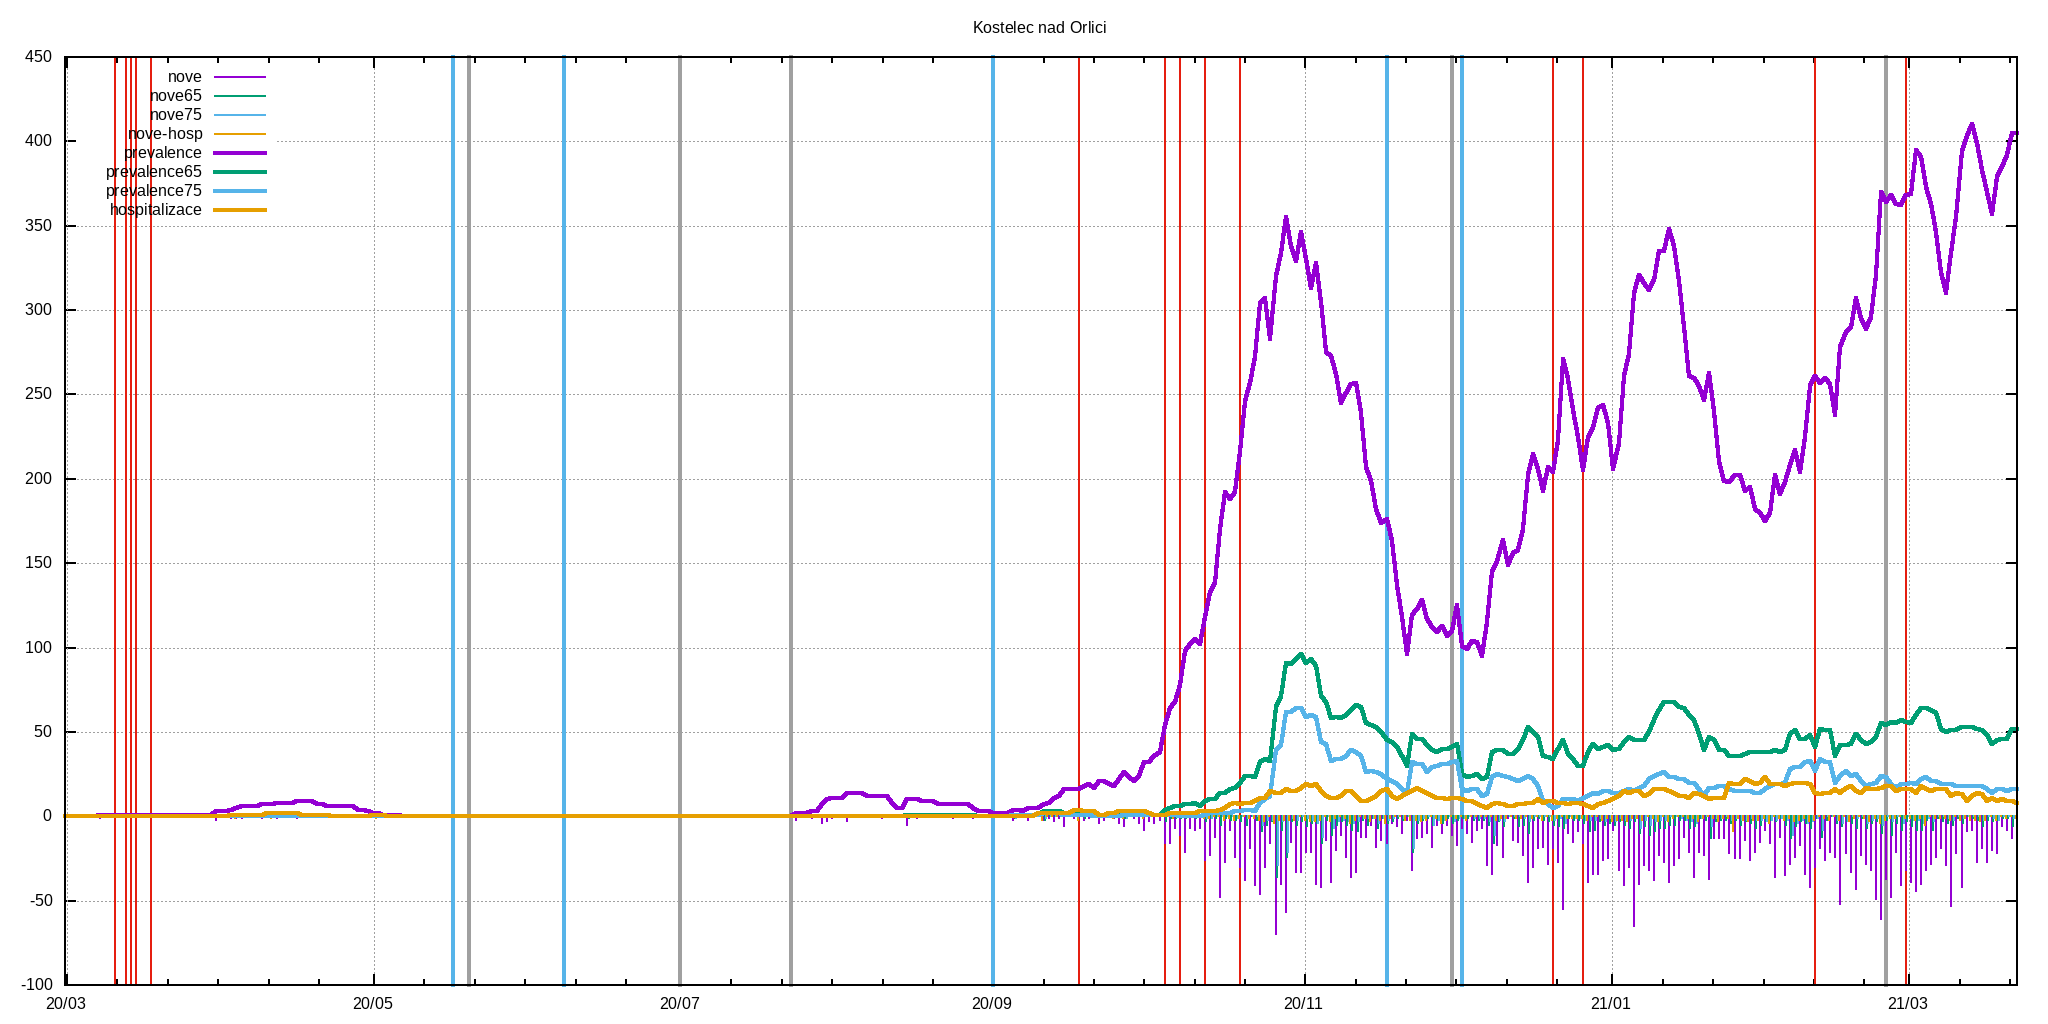 Kostelec nad Orlici
450
400
350
300
250
200
150
100
50
0
-50
-100
nove
nove65
nove75
nove-hosp
prevalence
prevalence65
prevalence75
hospitalizace
20/03 20/05 20/07 20/09 20/11 21/01 21/03